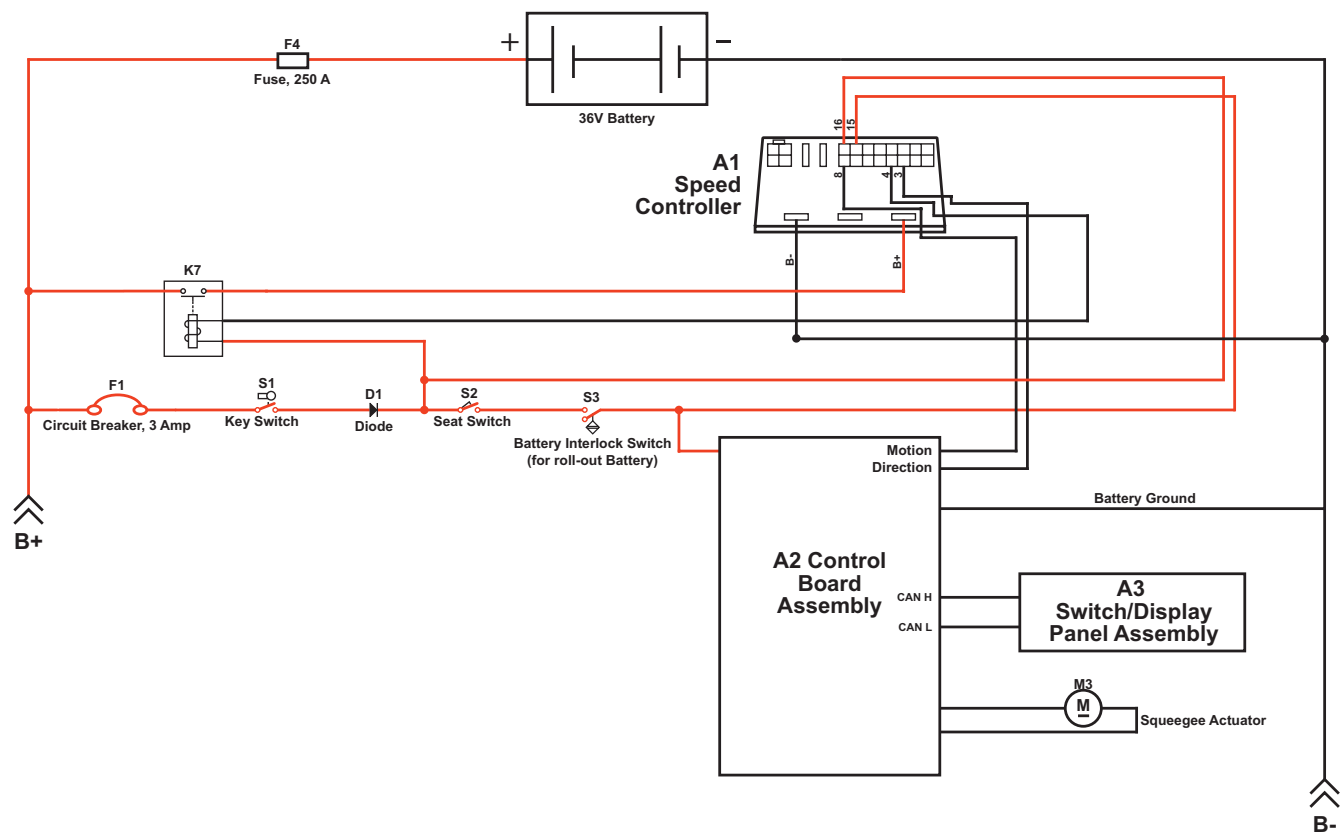 F4
Fuse, 250 A
+
−
36V Battery
16
15
A1
Speed
Controller
8
4
3
B-
B+
K7
F1
Circuit Breaker, 3 Amp
S1
Key Switch
D1
Diode
S2
Seat Switch
S3
Battery Interlock Switch
(for roll-out Battery)
Motion
Direction
Battery Ground
B+
A2 Control
Board
Assembly
CAN H
CAN L
A3
Switch/Display
Panel Assembly
M3
M
Squeegee Actuator
B-